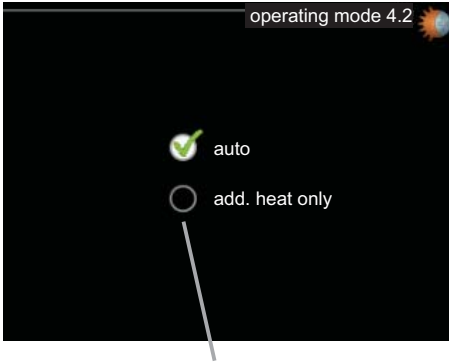 operating mode 4.2
auto
add. heat only